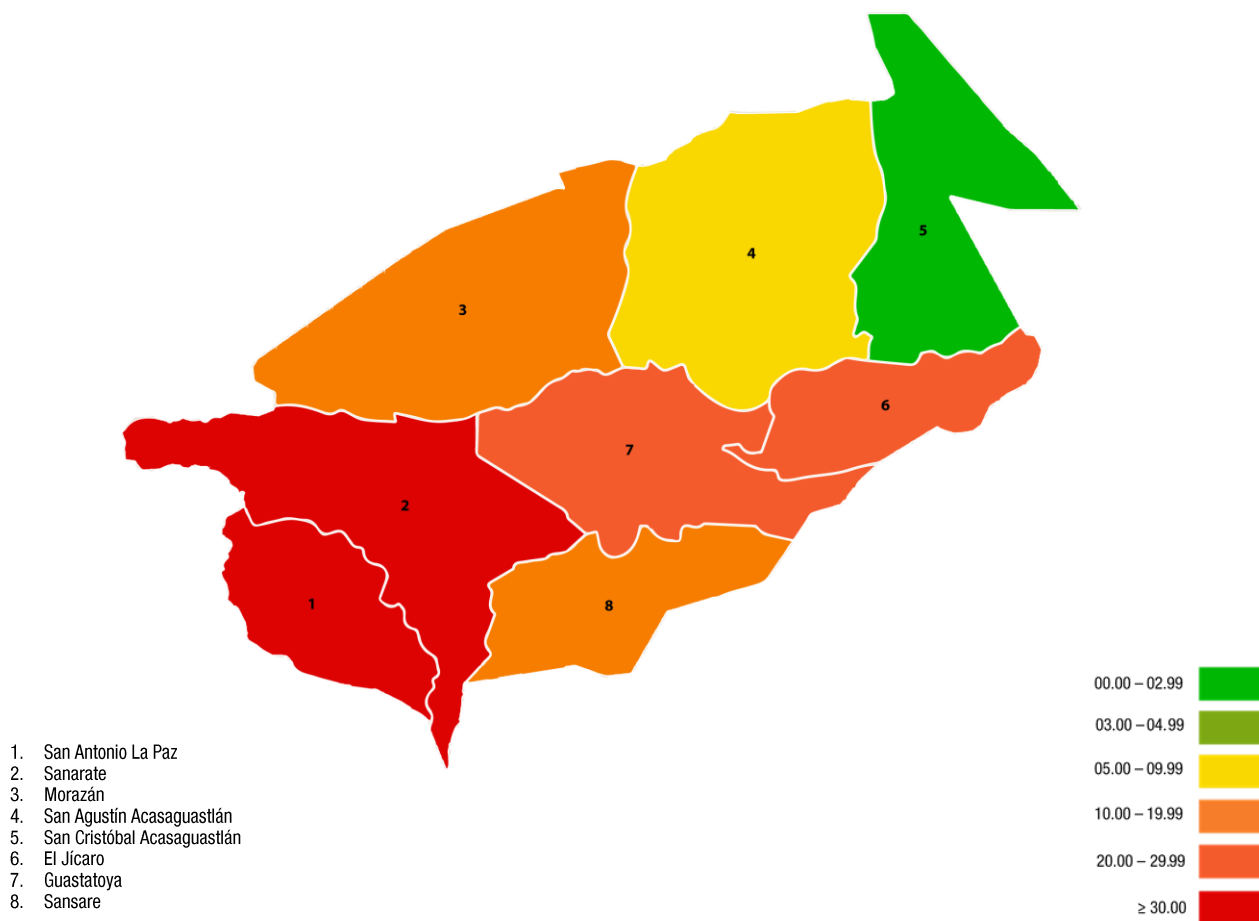 5
4
3
6
7
2
1
8
1. San Antonio La Paz
2. Sanarate
3. Morazán
4. San Agustín Acasaguastlán
5. San Cristóbal Acasaguastlán
6. El Jícaro
7. Guastatoya
8. Sansare
00.00 – 02.99
03.00 – 04.99
05.00 – 09.99
10.00 – 19.99
20.00 – 29.99
≥ 30.00